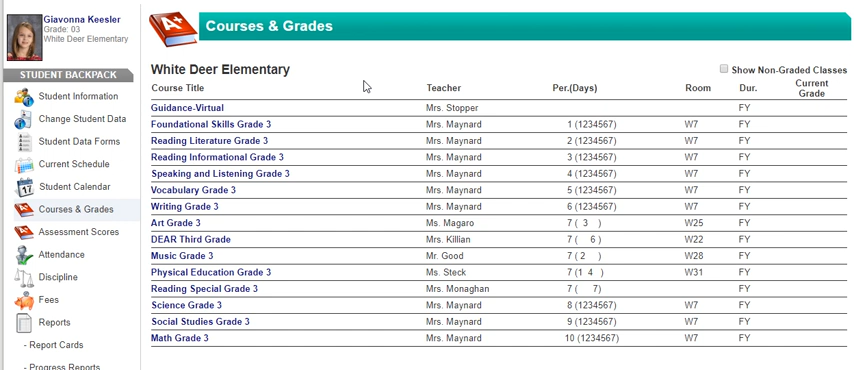 Giavonna Keesler
Grade: 03
White Deer Elementary
STUDENT BACKPACK
Student Information
Change Student Data
Student Data Forms
Current Schedule
17
Student Calendar
Courses & Grades
Assessment Scores
Attendance
Discipline
Fees
Reports
- Report Cards
- Progress Reports
A+
Courses & Grades
White Deer Elementary
Show Non-Graded Classes
Course Title Teacher Per.(Days) Room Dur. Current Grade
Guidance-Virtual Mrs. Stopper FY
Foundational Skills Grade 3 Mrs. Maynard 1 (1234567) W7 FY
Reading Literature Grade 3 Mrs. Maynard 2 (1234567) W7 FY
Reading Informational Grade 3 Mrs. Maynard 3 (1234567) W7 FY
Speaking and Listening Grade 3 Mrs. Maynard 4 (1234567) W7 FY
Vocabulary Grade 3 Mrs. Maynard 5 (1234567) W7 FY
Writing Grade 3 Mrs. Maynard 6 (1234567) W7 FY
Art Grade 3 Ms. Magaro 7 ( 3 ) W25 FY
DEAR Third Grade Mrs. Killian 7 ( 6 ) W22 FY
Music Grade 3 Mr. Good 7 ( 2 ) W28 FY
Physical Education Grade 3 Ms. Steck 7 (1 4 ) W31 FY
Reading Special Grade 3 Mrs. Monaghan 7 ( 7) FY
Science Grade 3 Mrs. Maynard 8 (1234567) W7 FY
Social Studies Grade 3 Mrs. Maynard 9 (1234567) W7 FY
Math Grade 3 Mrs. Maynard 10 (1234567) W7 FY